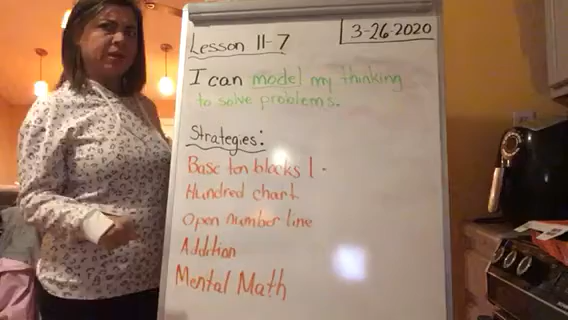 Lesson 11-7
3-26-2020
I can model my thinking
to solve problems.
Strategies:
Base ten blocks | .
Hundred chart
Open number line
Addition
Mental Math